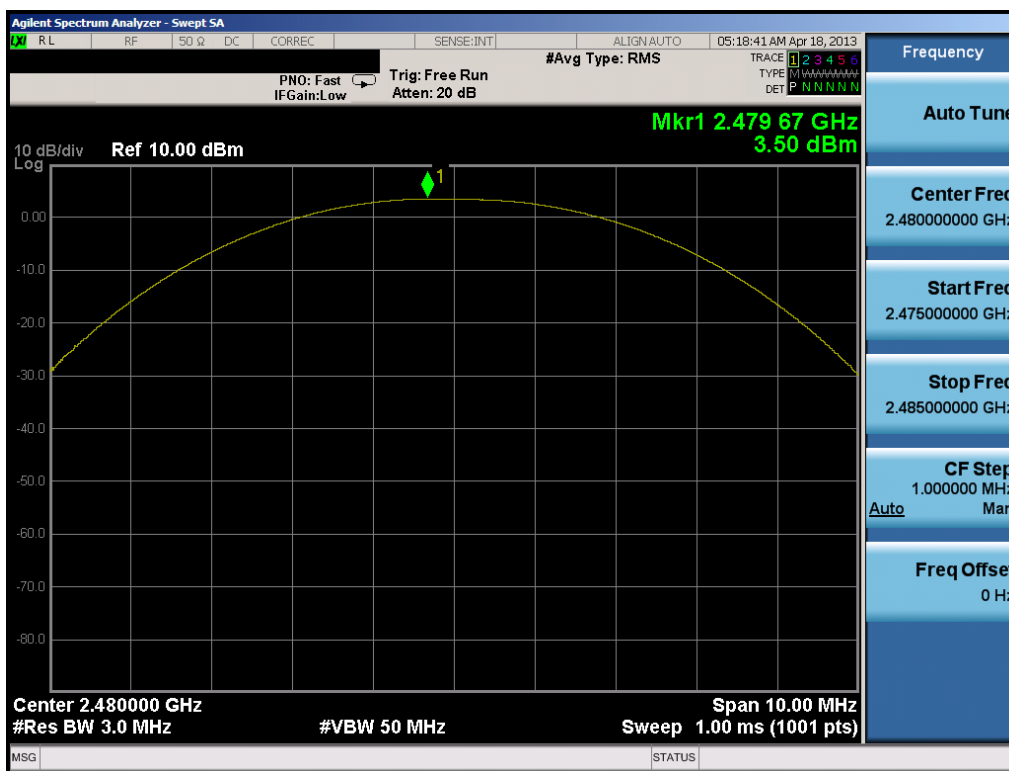 Agilent Spectrum Analyzer - Swept SA
LXI RL RF 50 Ω DC CORREC SENSE:INT ALIGN AUTO 05:18:41 AM Apr 18, 2013
Frequency
#Avg Type: RMS
TRACE 1 2 3 4 5 6
PNO: Fast Trig: Free Run
TYPE MWWWWW
IFGain:Low Atten: 20 dB
DET P N N N N N
Auto Tune
Mkr1 2.479 67 GHz
3.50 dBm
10 dB/div Ref 10.00 dBm
Log
1
0.00
-10.0
-20.0
-30.0
-40.0
-50.0
-60.0
-70.0
-80.0
Center Freq
2.480000000 GHz
Start Freq
2.475000000 GHz
Stop Freq
2.485000000 GHz
CF Step
1.000000 MHz
Auto Man
Freq Offset
0 Hz
Center 2.480000 GHz Span 10.00 MHz
#Res BW 3.0 MHz #VBW 50 MHz Sweep 1.00 ms (1001 pts)
MSG STATUS